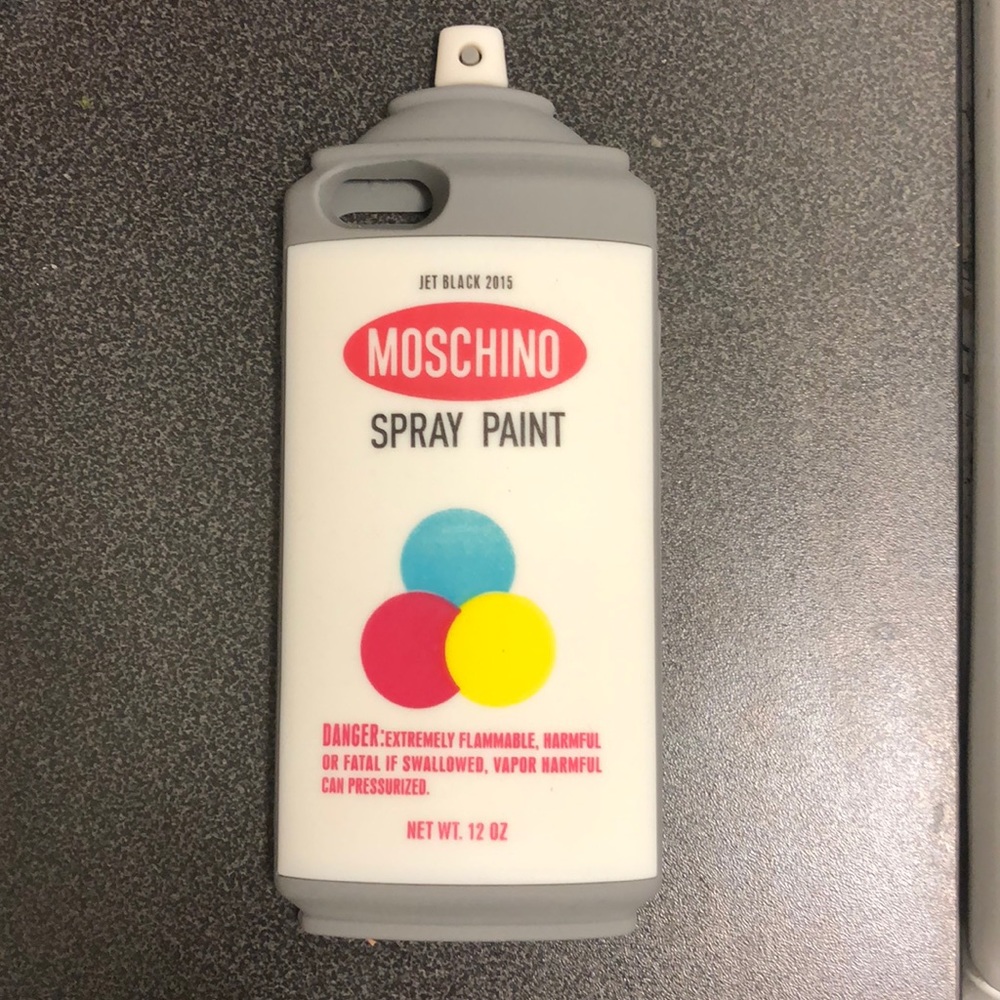 JET BLACK 2015
MOSCHINO
SPRAY PAINT
DANGER:EXTREMELY FLAMMABLE, HARMFUL
OR FATAL IF SWALLOWED, VAPOR HARMFUL
CAN PRESSURIZED.
NET WT. 12 OZ